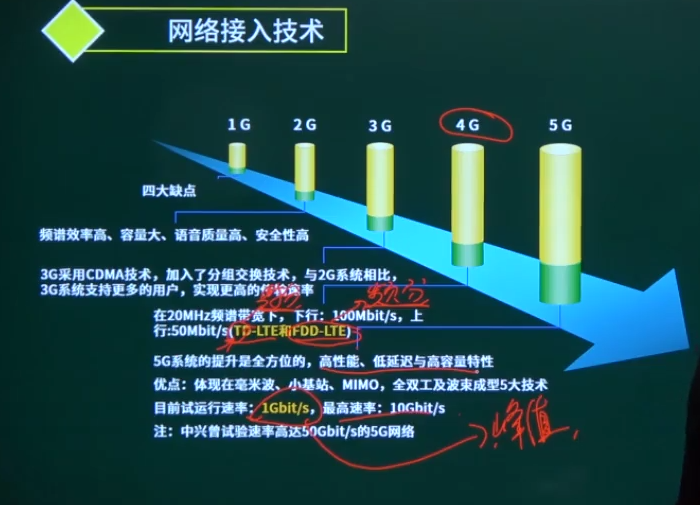 网络接入技术
1G 2G 3G 4G 5G
四大缺点
频谱效率高、容量大、语音质量高、安全性高
3G采用CDMA技术，加入了分组交换技术，与2G系统相比，
3G系统支持更多的用户，实现更高的传输速率
频分
在20MHz频谱带宽下，下行：100Mbit/s，上
行:50Mbit/s(TD-LTE和FDD-LTE)
5G系统的提升是全方位的，高性能、低延迟与高容量特性
优点：体现在毫米波、小基站、MIMO，全双工及波束成型5大技术
目前试运行速率：1Gbit/s，最高速率：10Gbit/s
峰值
注：中兴曾试验速率高达50Gbit/s的5G网络